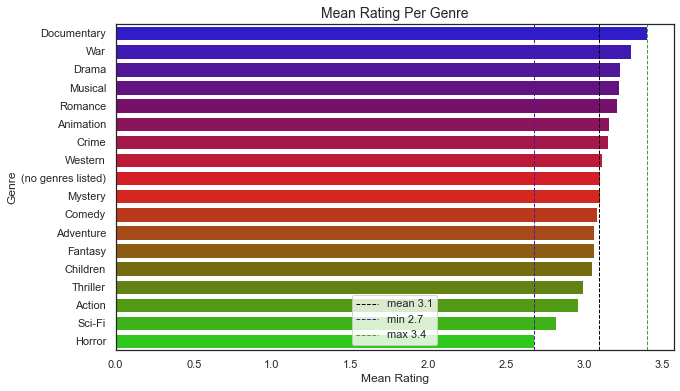 Mean Rating Per Genre
Documentary
War
Drama
Musical
Romance
Animation
Crime
Western
(no genres listed)
Mystery
Comedy
Adventure
Fantasy
Children
Thriller
Action
Sci-Fi
Horror
Genre
mean 3.1
min 2.7
max 3.4
0.0 0.5 1.0 1.5 2.0 2.5 3.0 3.5
Mean Rating